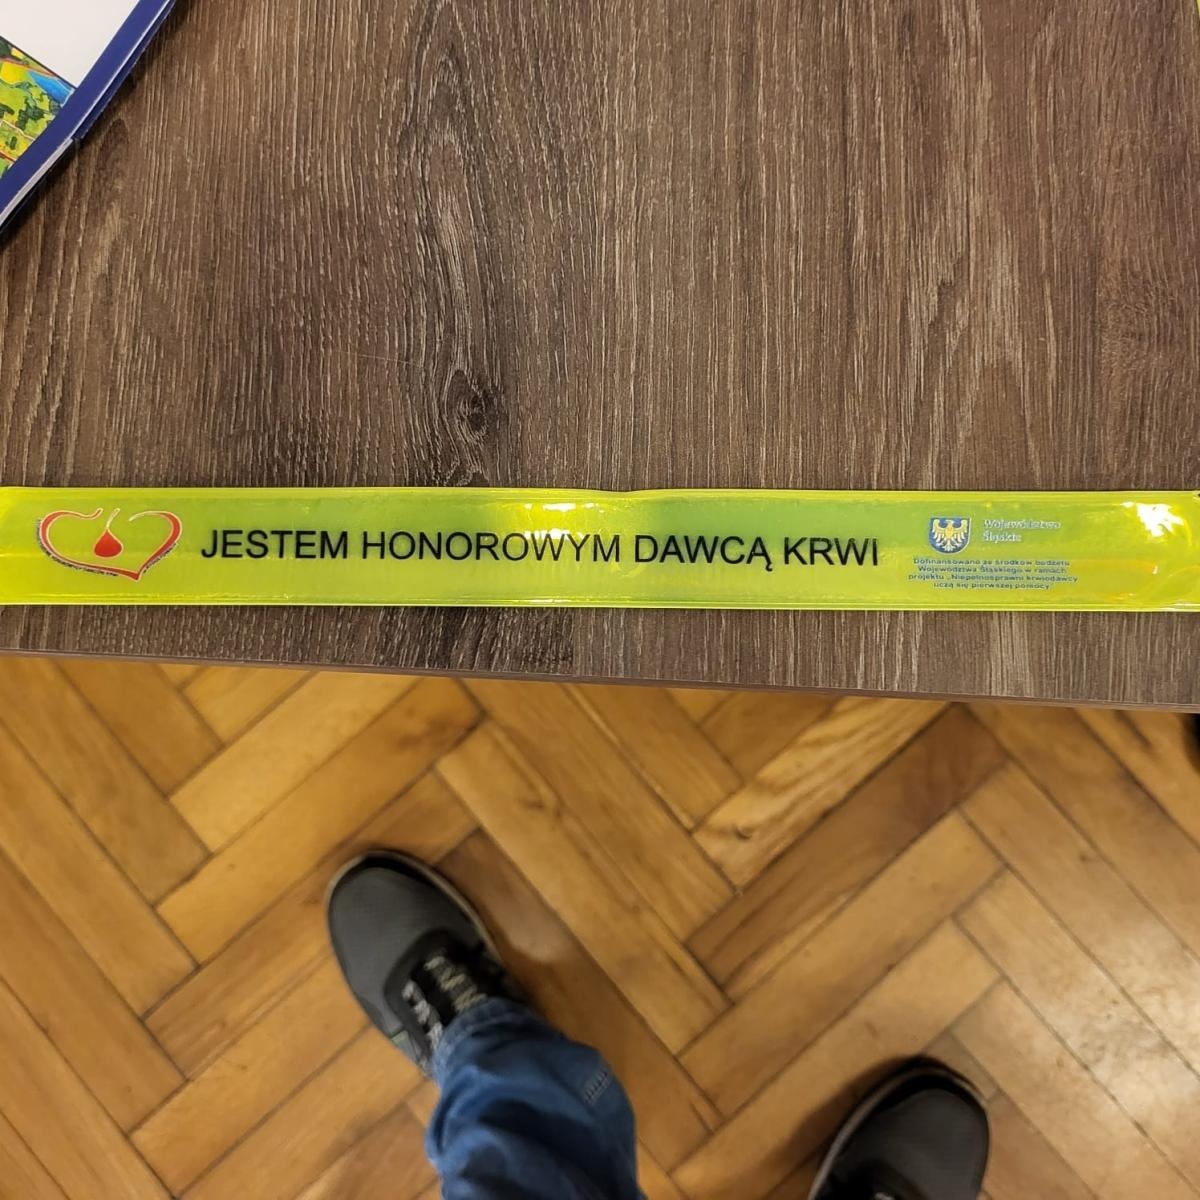 JESTEM HONOROWYM DAWCĄ KRWI
Województwo
Śląskie
Dofinansowano ze środków budżetu
Województwa Śląskiego w ramach
projektu „Niepełnosprawni krwiodawcy
uczą się pierwszej pomocy"